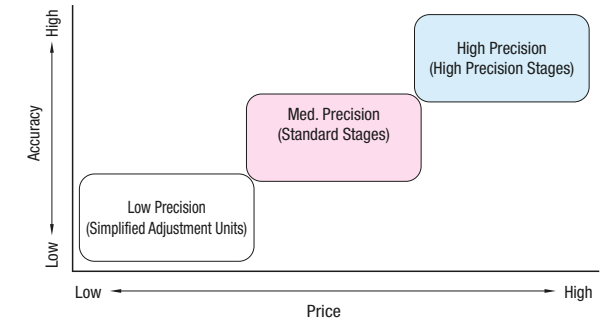 High
Accuracy
Low
High Precision
(High Precision Stages)
Med. Precision
(Standard Stages)
Low Precision
(Simplified Adjustment Units)
Low
High
Price